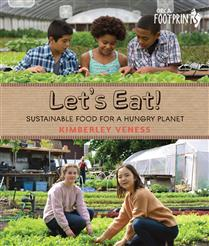 ORCA
FOOTPRINTS
Let's Eat!
SUSTAINABLE FOOD FOR A HUNGRY PLANET
KIMBERLEY VENESS